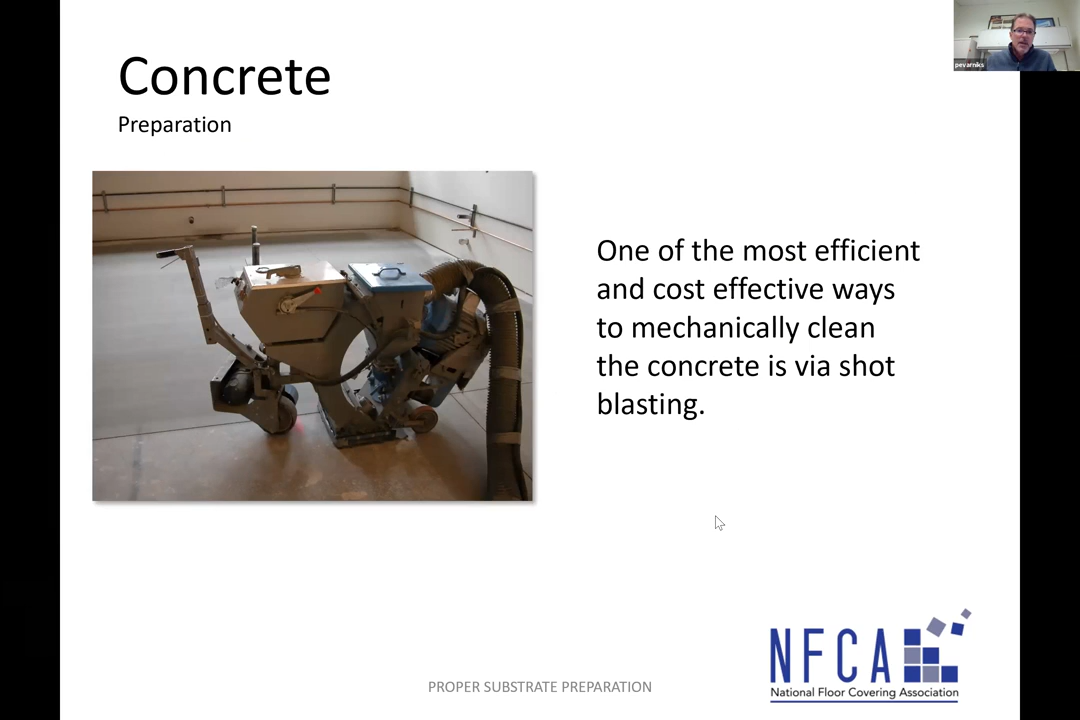 Concrete
Preparation
pevarniks
One of the most efficient
and cost effective ways
to mechanically clean
the concrete is via shot
blasting.
PROPER SUBSTRATE PREPARATION
NFCA
National Floor Covering Association